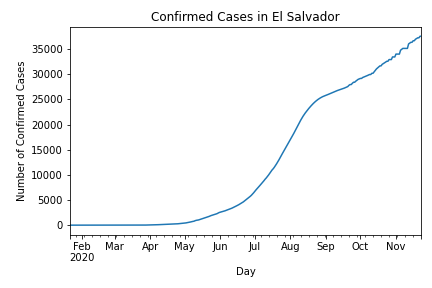 Confirmed Cases in El Salvador
Number of Confirmed Cases
35000
30000
25000
20000
15000
10000
5000
0
Feb Mar Apr May Jun Jul Aug Sep Oct Nov
2020
Day